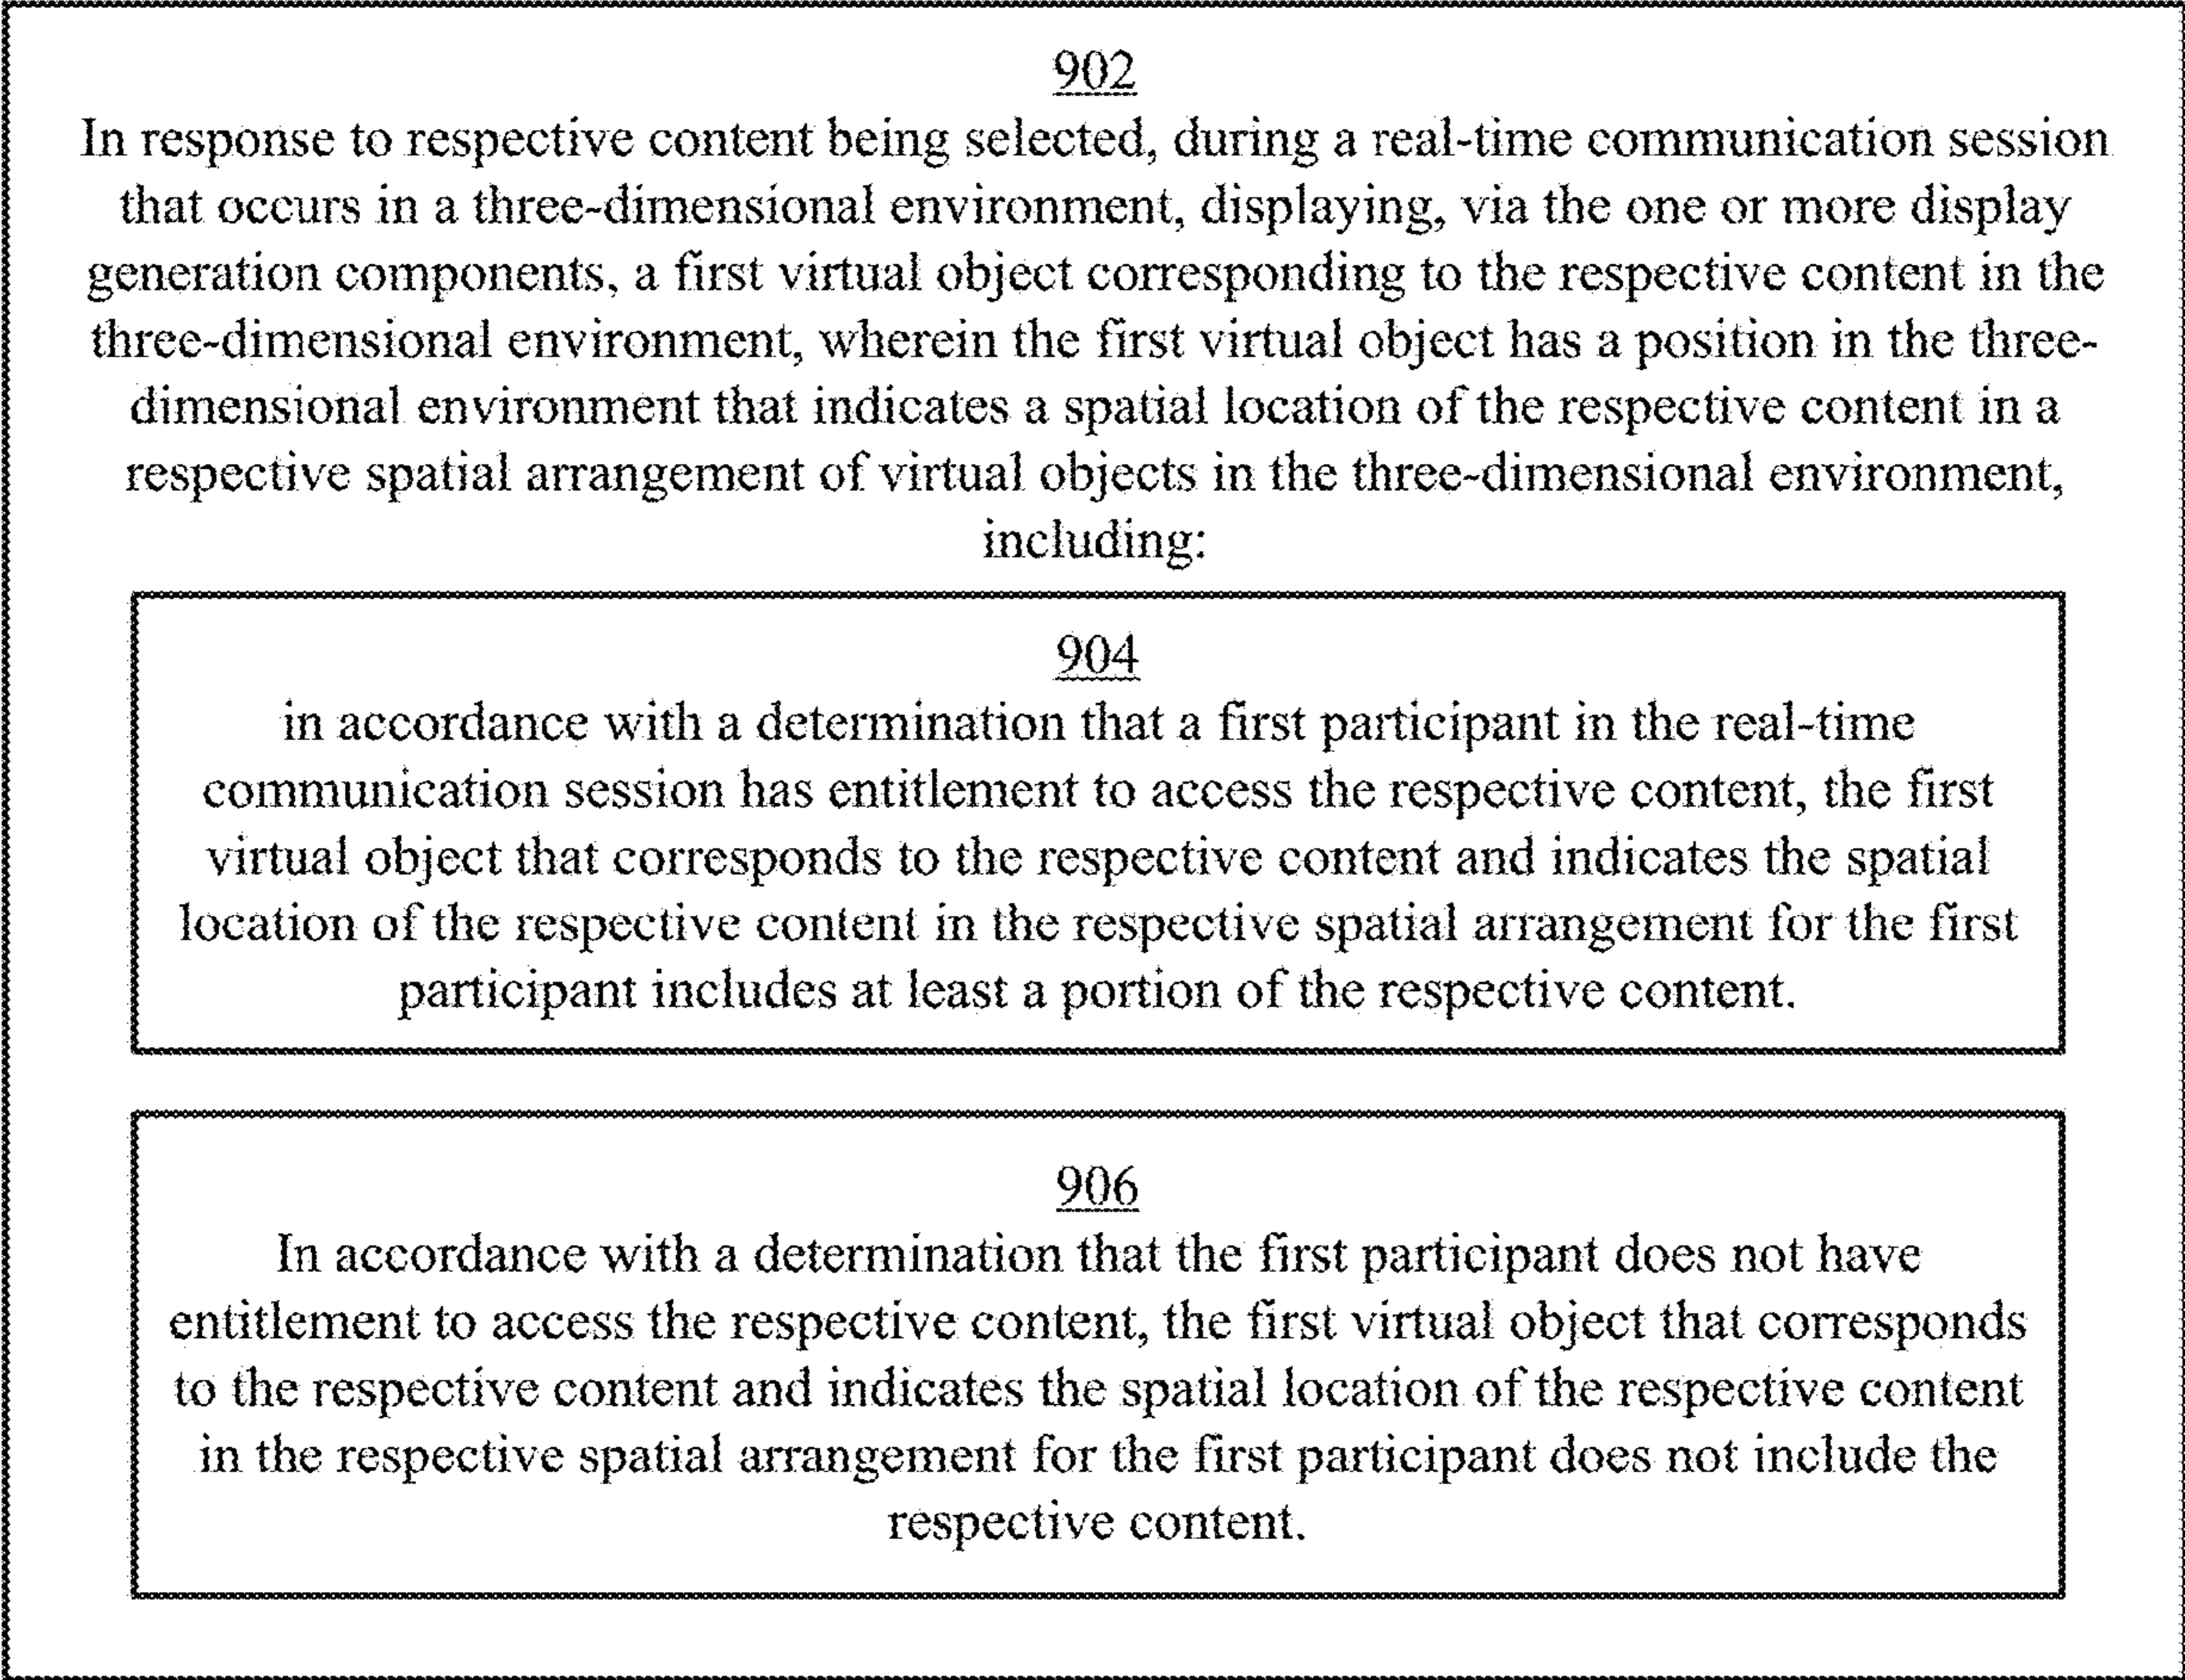 902
In response to respective content being selected, during a real-time communication session
that occurs in a three-dimensional environment, displaying, via the one or more display
generation components, a first virtual object corresponding to the respective content in the
three-dimensional environment, wherein the first virtual object has a position in the three-
dimensional environment that indicates a spatial location of the respective content in a
respective spatial arrangement of virtual objects in the three-dimensional environment,
including:
904
in accordance with a determination that a first participant in the real-time
communication session has entitlement to access the respective content, the first
virtual object that corresponds to the respective content and indicates the spatial
location of the respective content in the respective spatial arrangement for the first
participant includes at least a portion of the respective content.
906
In accordance with a determination that the first participant does not have
entitlement to access the respective content, the first virtual object that corresponds
to the respective content and indicates the spatial location of the respective content
in the respective spatial arrangement for the first participant does not include the
respective content.